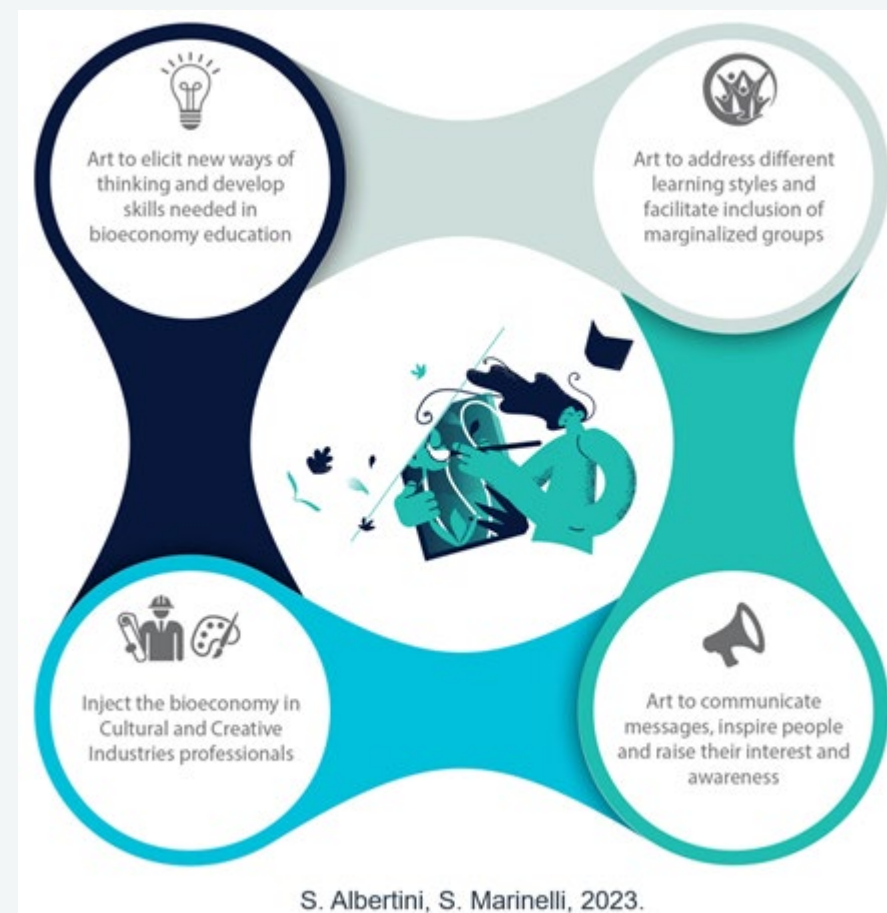 Art to elicit new ways of
thinking and develop
skills needed in
bioeconomy education
Art to address different
learning styles and
facilitate inclusion of
marginalized groups
Inject the bioeconomy in
Cultural and Creative
Industries professionals
Art to communicate
messages, inspire people
and raise their interest and
awareness
S. Albertini, S. Marinelli, 2023.